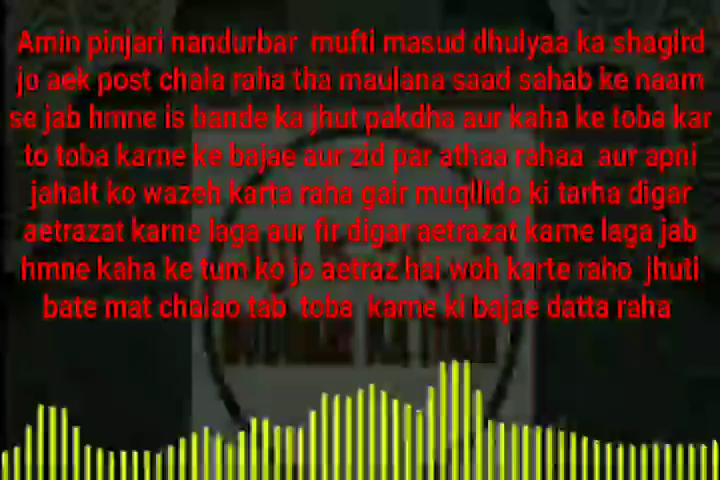 Amin pinjari nandurbar mufti masud dhulyaa ka shagird
jo aek post chala raha tha maulana saad sahab ke naam
se jab hmne is bande ka jhut pakdha aur kaha ke toba kar
to toba karne ke bajae aur zid par athaa rahaa aur apni
jahalt ko wazeh karta raha gair muqllido ki tarha digar
aetrazat karne laga aur fir digar aetrazat karne laga jab
hmne kaha ke tum ko jo aetraz hai woh karte raho jhuti
bate mat chalao tab toba karne ki bajae datta raha